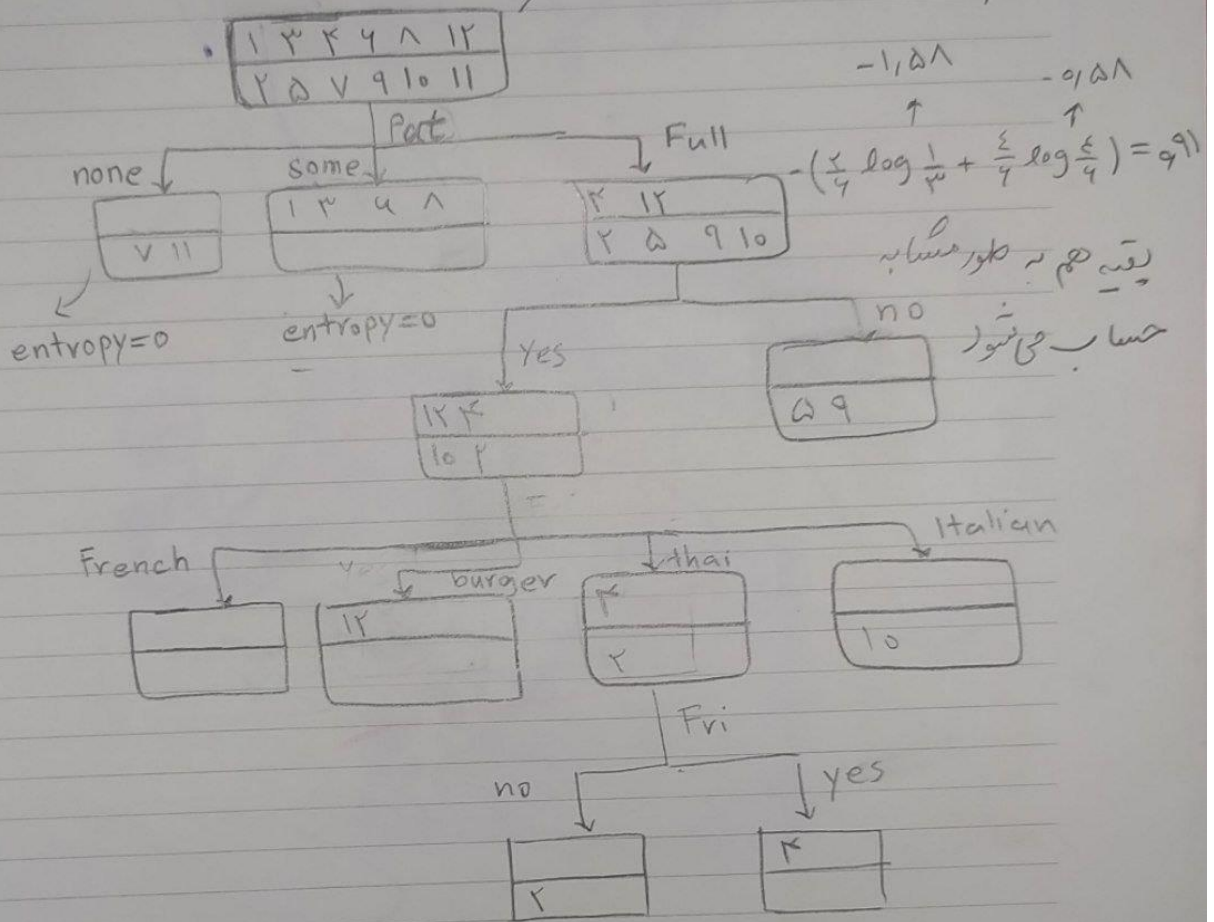 ۱ ۳ ۴ ۶ ۸ ۱۲
۲ ۵ ۷ ۹ ۱۰ ۱۱
Pat
none
some
Full
۷ ۱۱
۱ ۳ ۶ ۸
۴ ۱۲
۲ ۵ ۹ ۱۰
-۱,۵۸
-۰,۵۸
-(۲/۶ log ۱/۳ + ۴/۶ log ۴/۶) = ۰,۹۱
بقیه هم به طور مشابه
حساب می‌شود
entropy=0
entropy=0
Yes
no
۱۲ ۴
۱۰ ۲
۵ ۹
French
burger
thai
Italian
۱۲
۴
۲
۱۰
Fri
no
yes
۲
۴